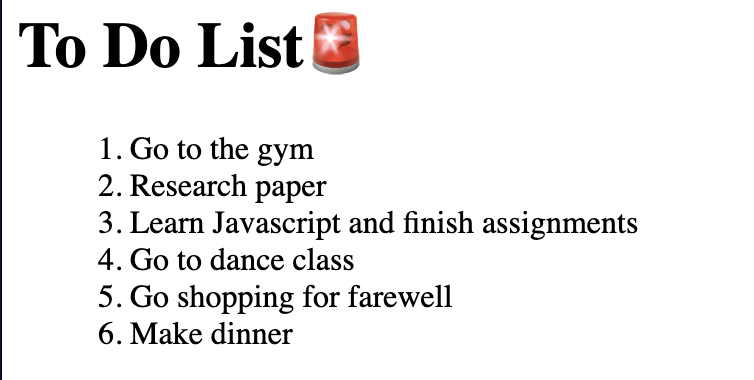 To Do List🚨
1. Go to the gym
2. Research paper
3. Learn Javascript and finish assignments
4. Go to dance class
5. Go shopping for farewell
6. Make dinner